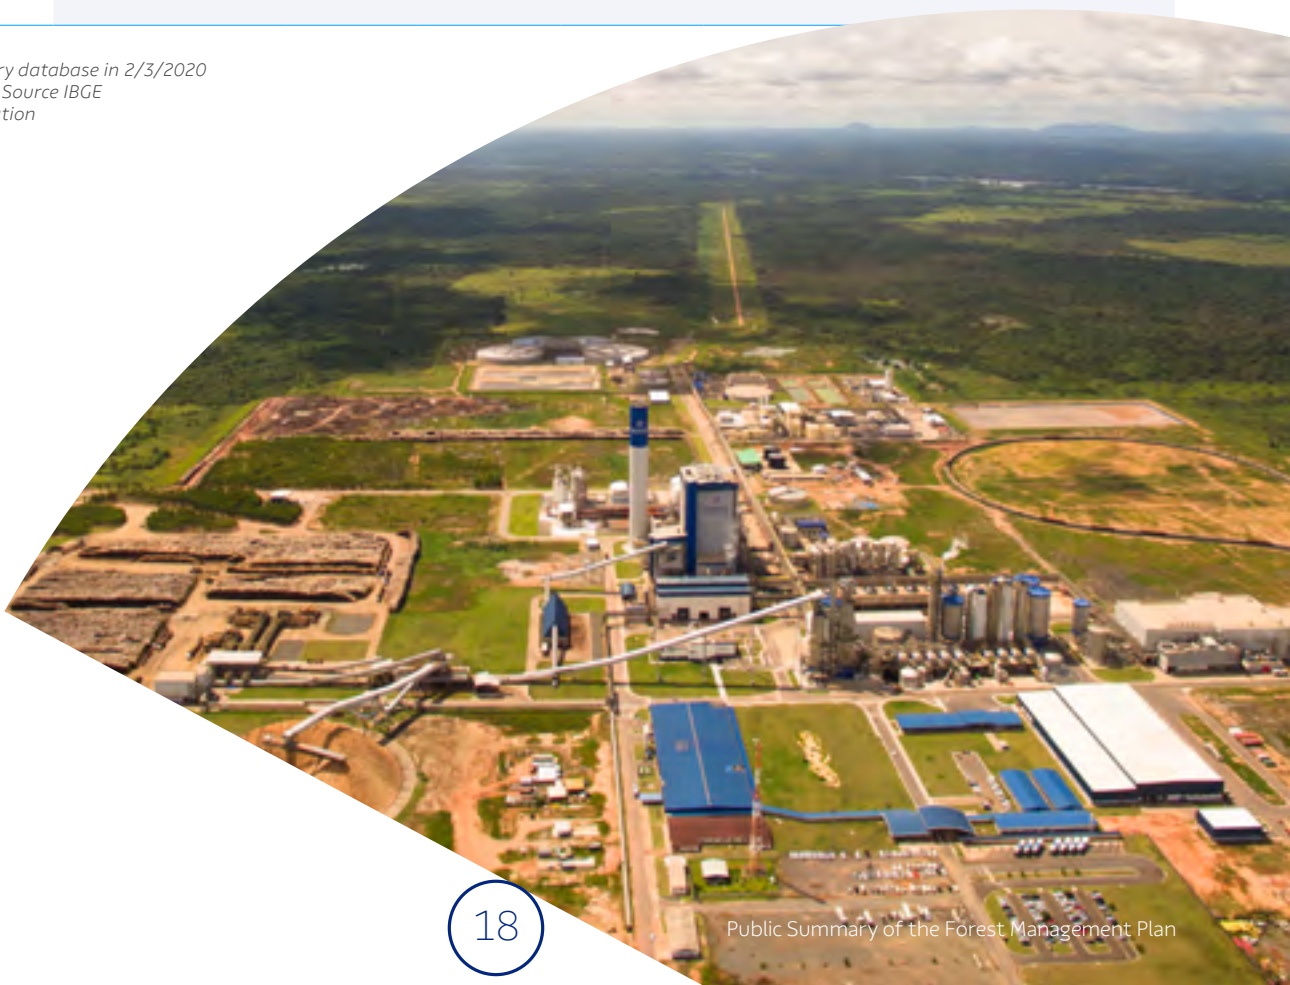 ry database in 2/3/2020
Source IBGE
tion
18
Public Summary of the Forest Management Plan